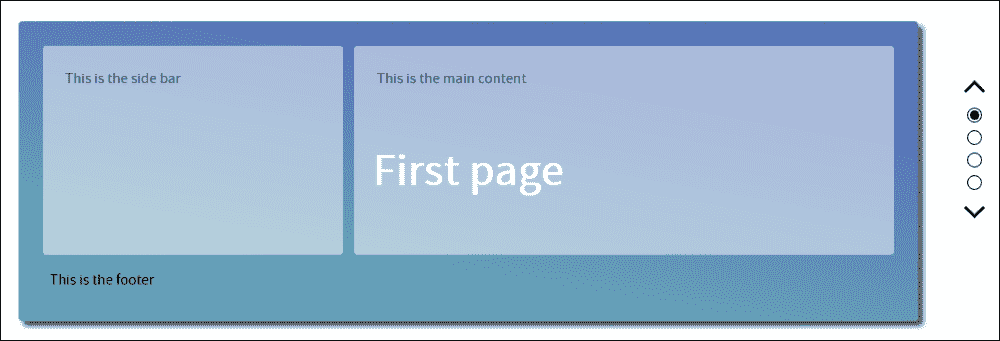 This is the side bar
This is the main content
First page
This is the footer